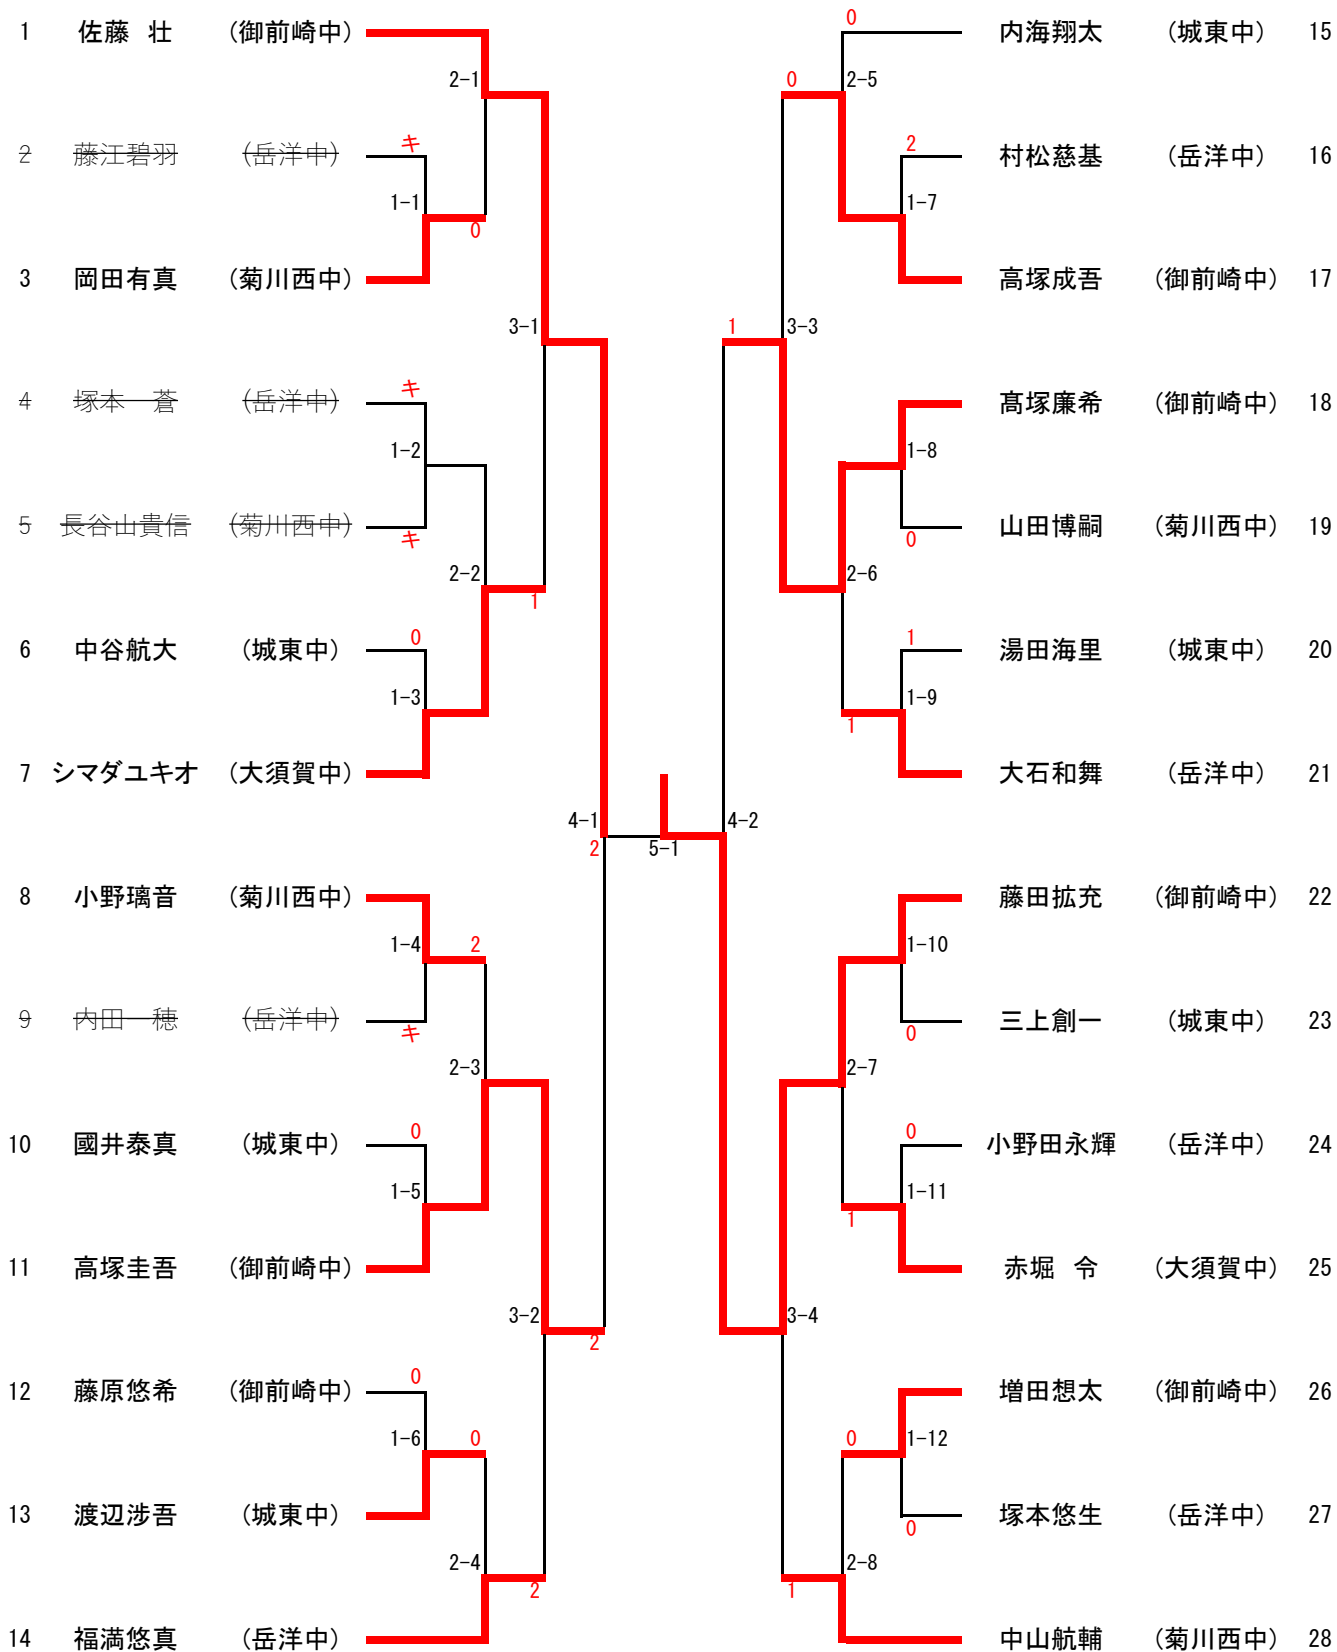 1 佐藤 壮 (御前崎中)
2-1
2 藤江碧羽 (岳洋中) キ
1-1
0
3 岡田有真 (菊川西中)
3-1
4 塚本 蒼 (岳洋中) キ
1-2
5 長谷山貴信 (菊川西中) キ
2-2
1
6 中谷航大 (城東中) 0
1-3
7 シマダユキオ (大須賀中)
4-1
2
5-1
8 小野璃音 (菊川西中)
1-4 2
9 内田一穂 (岳洋中) キ
2-3
10 國井泰真 (城東中) 0
1-5
11 高塚圭吾 (御前崎中)
3-2
2
12 藤原悠希 (御前崎中) 0
1-6 0
13 渡辺渉吾 (城東中)
2-4
2
14 福満悠真 (岳洋中)
0 内海翔太 (城東中) 15
0 2-5
2 村松慈基 (岳洋中) 16
1-7
高塚成吾 (御前崎中) 17
1 3-3
髙塚廉希 (御前崎中) 18
1-8
0 山田博嗣 (菊川西中) 19
2-6
1 湯田海里 (城東中) 20
1-9
1
大石和舞 (岳洋中) 21
4-2
藤田拡充 (御前崎中) 22
1-10
0 三上創一 (城東中) 23
2-7
0 小野田永輝 (岳洋中) 24
1-11
1
赤堀 令 (大須賀中) 25
3-4
増田想太 (御前崎中) 26
0 1-12
0 塚本悠生 (岳洋中) 27
2-8
1
中山航輔 (菊川西中) 28